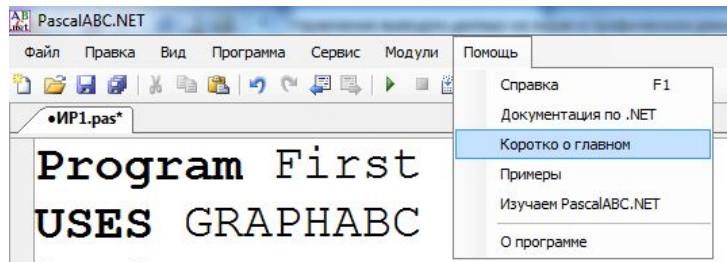 PascalABC.NET
Файл Правка Вид Программа Сервис Модули Помощь
•ИР1.pas*
Справка F1
Документация по .NET
Коротко о главном
Примеры
Изучаем PascalABC.NET
О программе
Program First
USES GRAPHABC